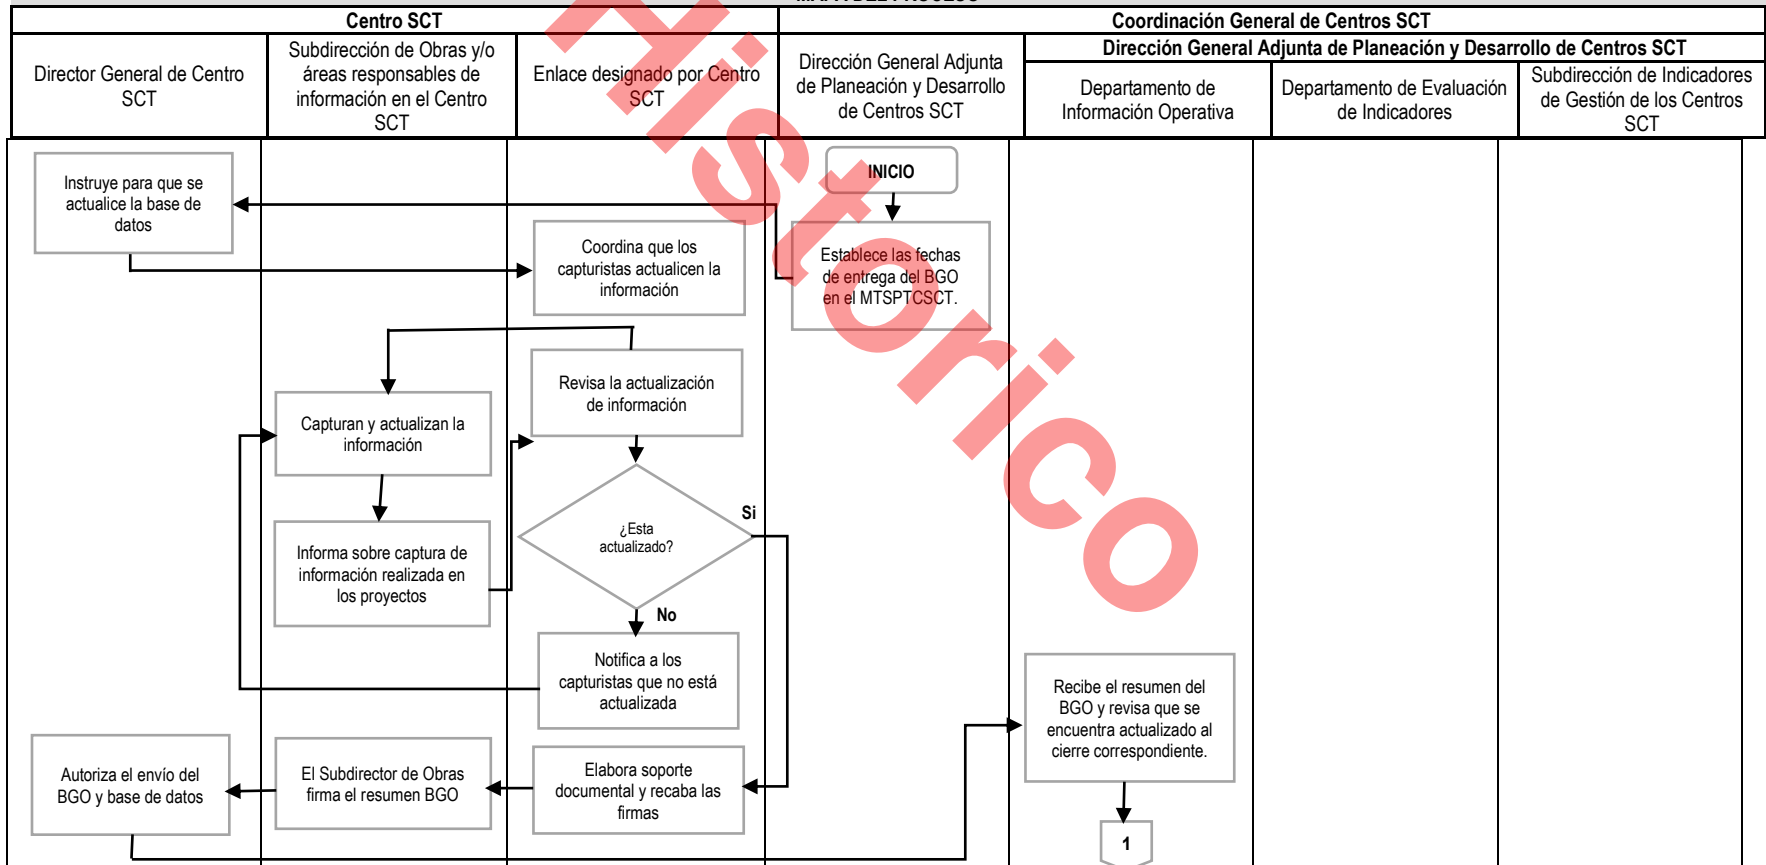 MAPA DEL PROCESO
Centro SCT
Coordinación General de Centros SCT
Director General de Centro
SCT
Subdirección de Obras y/o
áreas responsables de
información en el Centro
SCT
Enlace designado por Centro
SCT
Dirección General Adjunta
de Planeación y Desarrollo
de Centros SCT
Dirección General Adjunta de Planeación y Desarrollo de Centros SCT
Departamento de
Información Operativa
Departamento de Evaluación
de Indicadores
Subdirección de Indicadores
de Gestión de los Centros
SCT
INICIO
Instruye para que se
actualice la base de
datos
Coordina que los
capturistas actualicen la
información
Establece las fechas
de entrega del BGO
en el MTSPTCSCT.
Revisa la actualización
de información
Capturan y actualizan la
información
¿Esta
actualizado?
Si
Informa sobre captura de
información realizada en
los proyectos
No
Notifica a los
capturistas que no está
actualizada
Recibe el resumen del
BGO y revisa que se
encuentra actualizado al
cierre correspondiente.
Autoriza el envío del
BGO y base de datos
El Subdirector de Obras
firma el resumen BGO
Elabora soporte
documental y recaba las
firmas
1
Historico